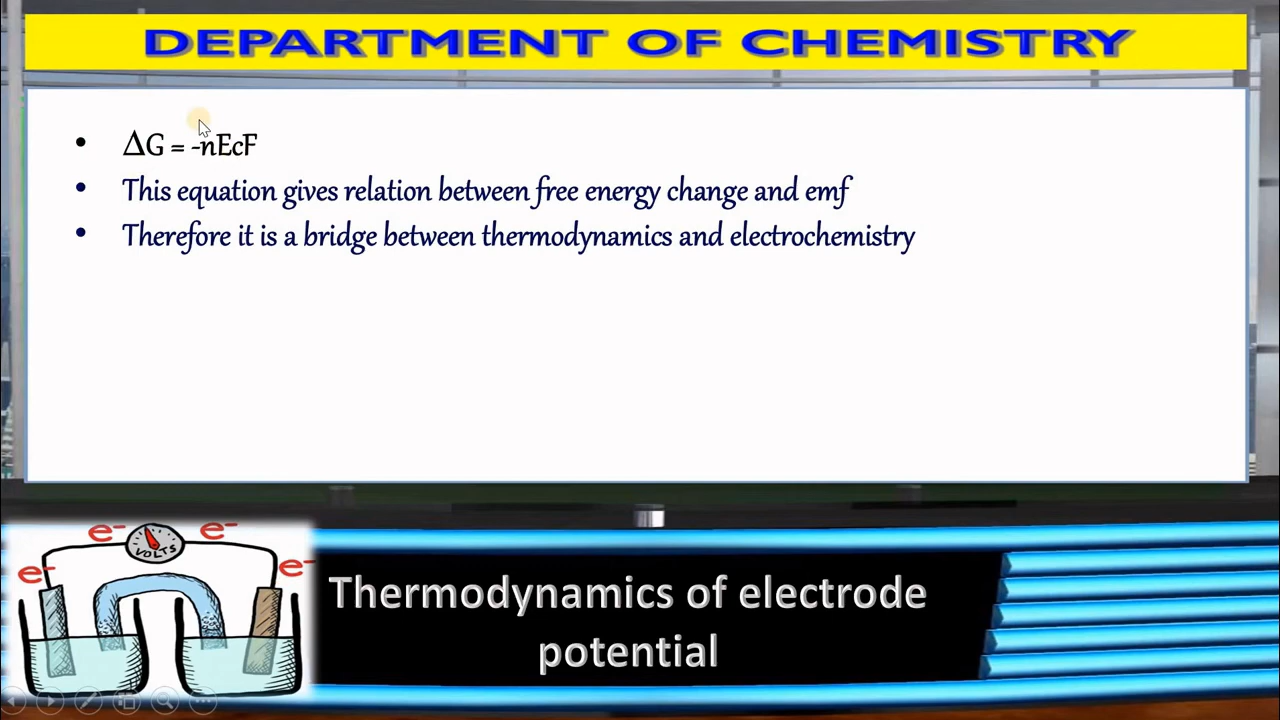 DEPARTMENT OF CHEMISTRY
• ΔG = -nEcF
• This equation gives relation between free energy change and emf
• Therefore it is a bridge between thermodynamics and electrochemistry
e- e-
VOLTS
e- e-
Thermodynamics of electrode
potential